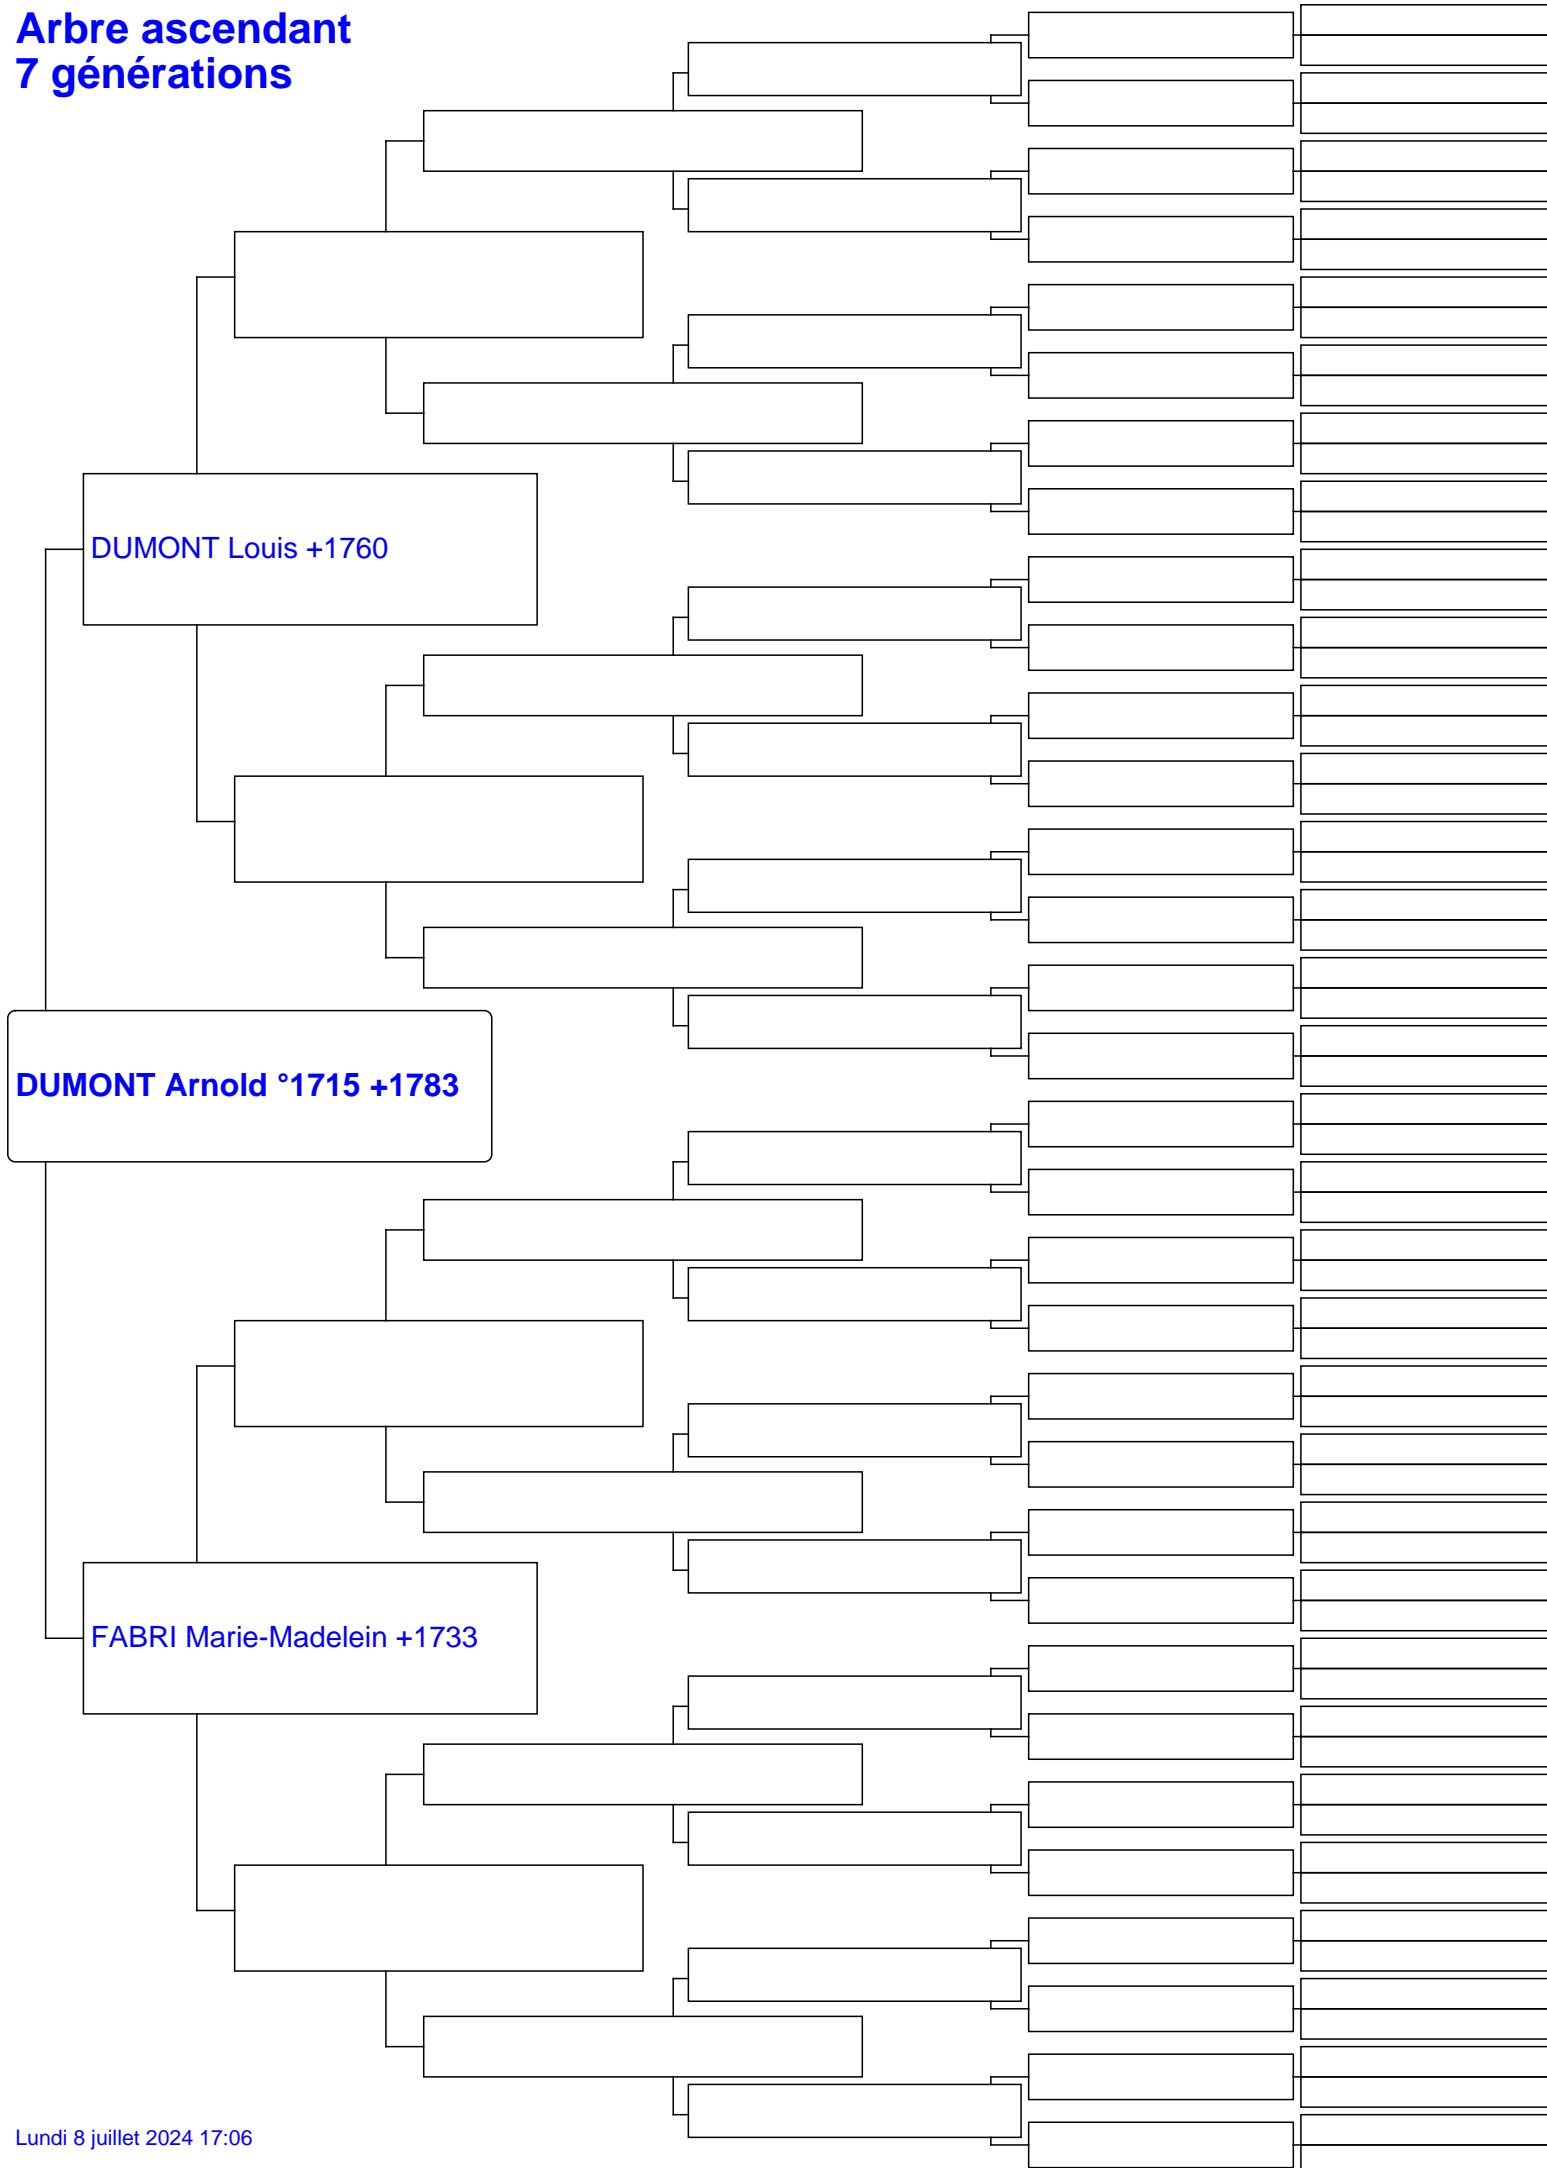 Arbre ascendant
7 générations
DUMONT Louis +1760
DUMONT Arnold °1715 +1783
FABRI Marie-Madelein +1733
Lundi 8 juillet 2024 17:06